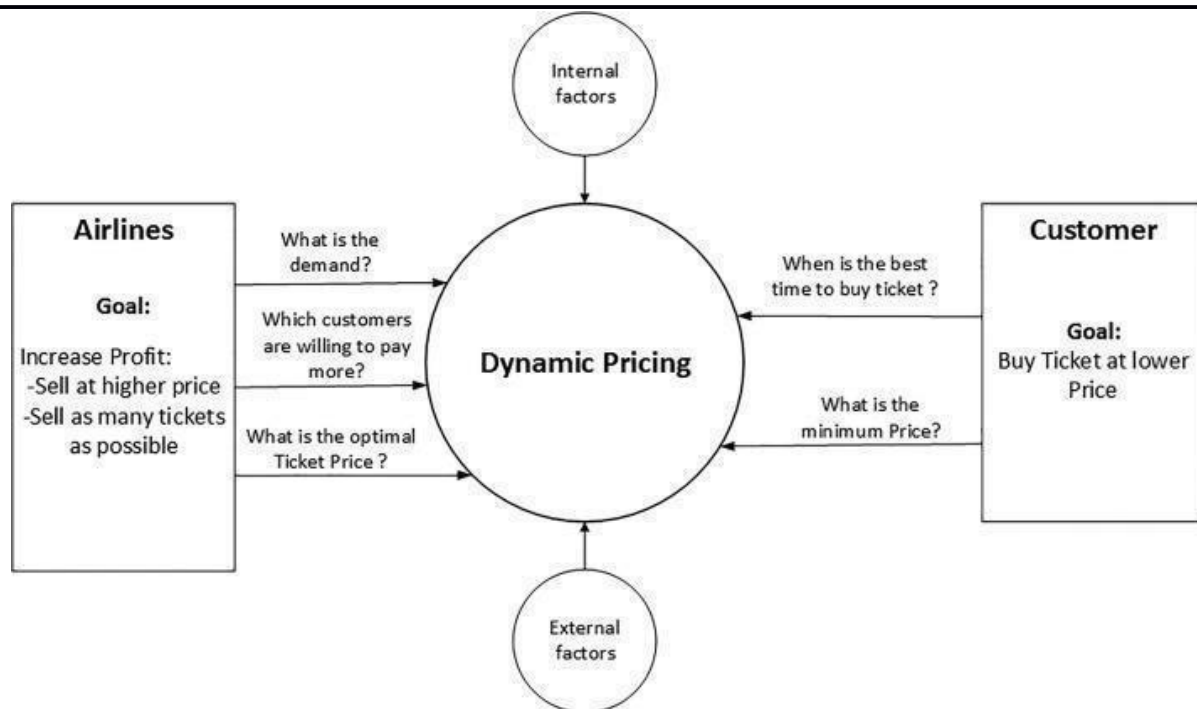 Internal
factors
Airlines
Goal:
Increase Profit:
-Sell at higher price
-Sell as many tickets
as possible
What is the
demand?
Which customers
are willing to pay
more?
What is the optimal
Ticket Price ?
Dynamic Pricing
When is the best
time to buy ticket ?
What is the
minimum Price?
Customer
Goal:
Buy Ticket at lower
Price
External
factors